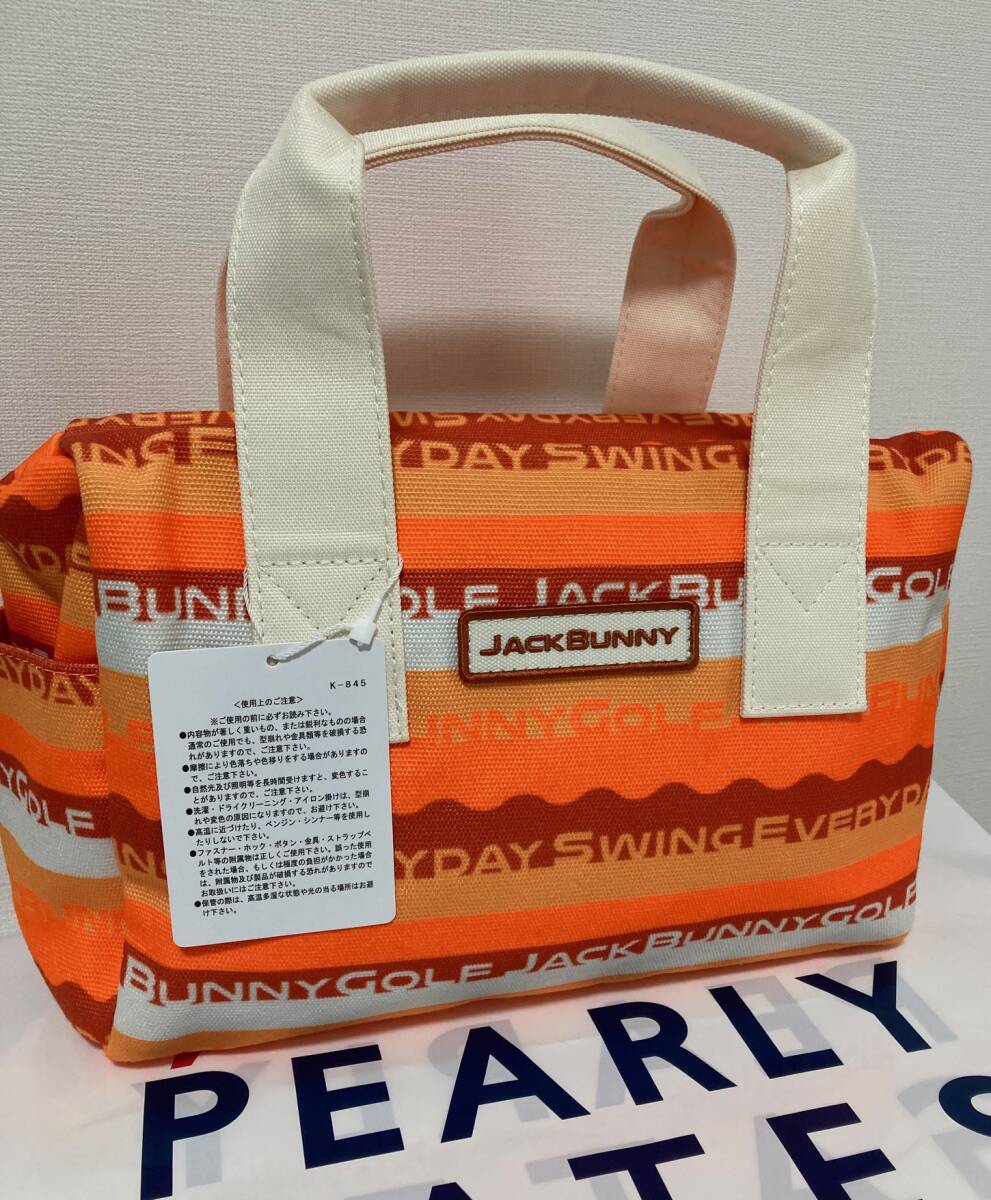 SWING EVERYDAY
EVERYDAY SWING
BUNNYGOLF JACKBUNNYGOLF
JACKBUNNY
YDAY
BUNNYGOLF
YDAY SWING EVERYDAY
GOLF
BUNNYGOLF JACKBUNNYGOLF
K-845
<使用上のご注意>
※ご使用の前に必ずお読み下さい。
●内容物が著しく重いもの、または鋭利なものの場合
通常のご使用でも、型崩れや金具類等を破損する恐
れがありますので、ご注意下さい。
●摩擦により色落ちや色移りをする場合がありますの
で、ご注意下さい。
●自然光及び照明等を長時間受けますと、変色するこ
とがありますので、ご注意下さい。
●洗濯・ドライクリーニング・アイロン掛けは、型崩
れや変色の原因になりますので、お避け下さい。
●高温に近づけたり、ベンジン・シンナー等を使用し
たりしないで下さい。
●ファスナー・ホック・ボタン・金具・ストラップベ
ルト等の附属物は正しくご使用下さい。誤った使用
をされた場合、もしくは極度の負担がかかった場合
は、附属物及び製品が破損する恐れがありますので
お取扱いにはご注意下さい。
●保管の際は、高温多湿な状態や光の当る場所はお避
け下さい。
PEARLY
ATES